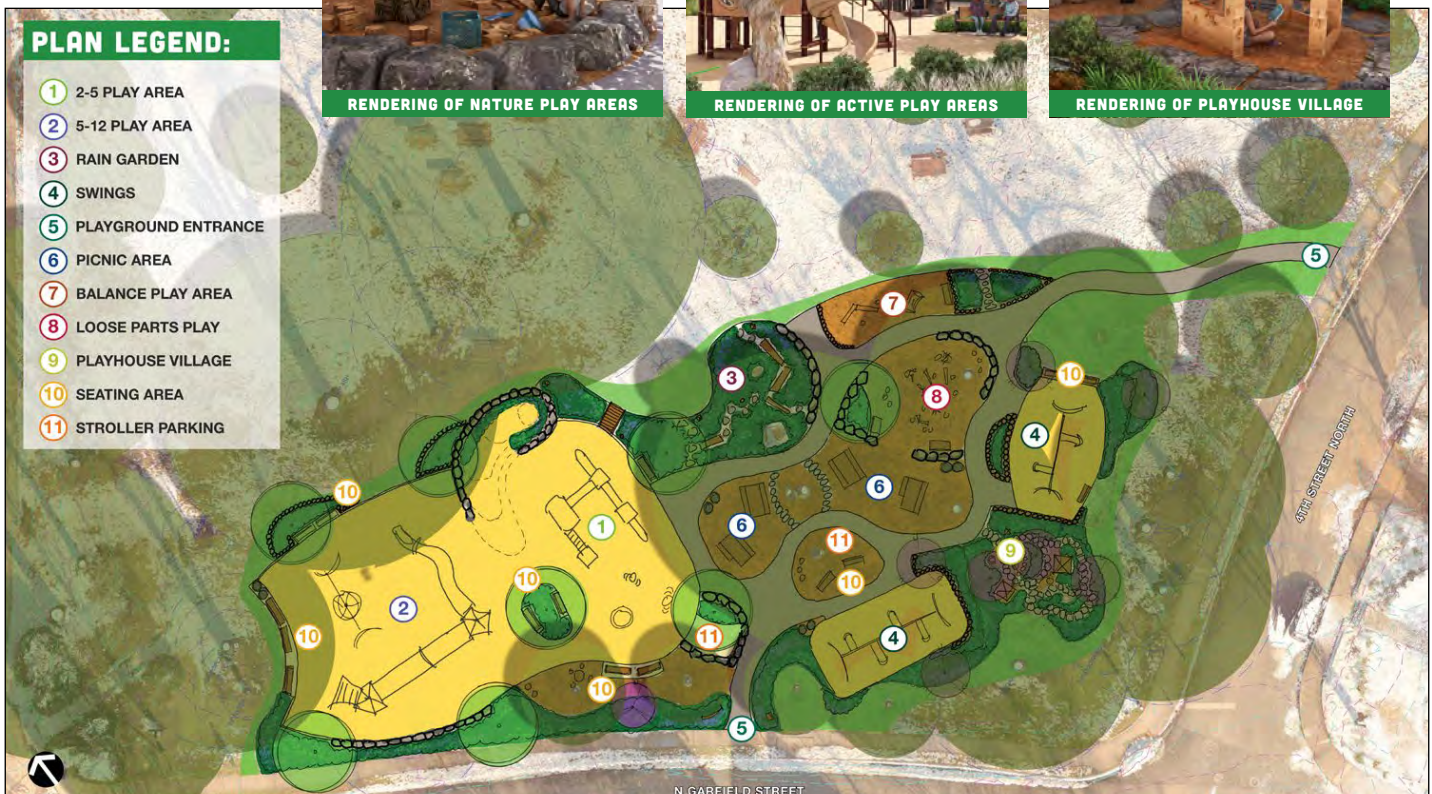 PLAN LEGEND:
1 2-5 PLAY AREA
2 5-12 PLAY AREA
3 RAIN GARDEN
4 SWINGS
5 PLAYGROUND ENTRANCE
6 PICNIC AREA
7 BALANCE PLAY AREA
8 LOOSE PARTS PLAY
9 PLAYHOUSE VILLAGE
10 SEATING AREA
11 STROLLER PARKING
RENDERING OF NATURE PLAY AREAS
RENDERING OF ACTIVE PLAY AREAS
RENDERING OF PLAYHOUSE VILLAGE
5
7
3
10
8
4
6
10
1
6
11
9
10
10
2
10
11
4
10
5
4TH STREET NORTH
N GARFIELD STREET